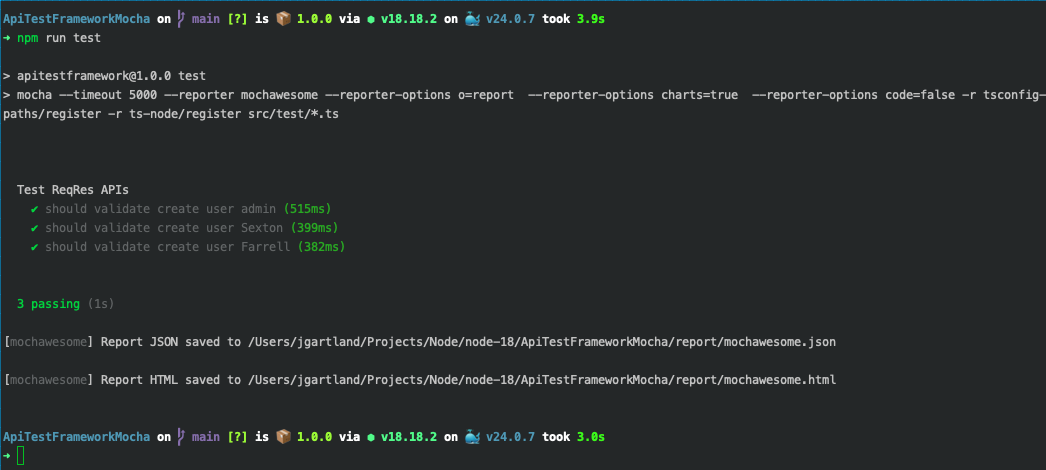 ApiTestFrameworkMocha on main [?] is 📦 1.0.0 via ⬢ v18.18.2 on 🐳 v24.0.7 took 3.9s
➜ npm run test
> apitestframework@1.0.0 test
> mocha --timeout 5000 --reporter mochawesome --reporter-options o=report  --reporter-options charts=true  --reporter-options code=false -r tsconfig-
paths/register -r ts-node/register src/test/*.ts
Test ReqRes APIs
✔ should validate create user admin (515ms)
✔ should validate create user Sexton (399ms)
✔ should validate create user Farrell (382ms)
3 passing (1s)
[mochawesome] Report JSON saved to /Users/jgartland/Projects/Node/node-18/ApiTestFrameworkMocha/report/mochawesome.json
[mochawesome] Report HTML saved to /Users/jgartland/Projects/Node/node-18/ApiTestFrameworkMocha/report/mochawesome.html
ApiTestFrameworkMocha on main [?] is 📦 1.0.0 via ⬢ v18.18.2 on 🐳 v24.0.7 took 3.0s
➜